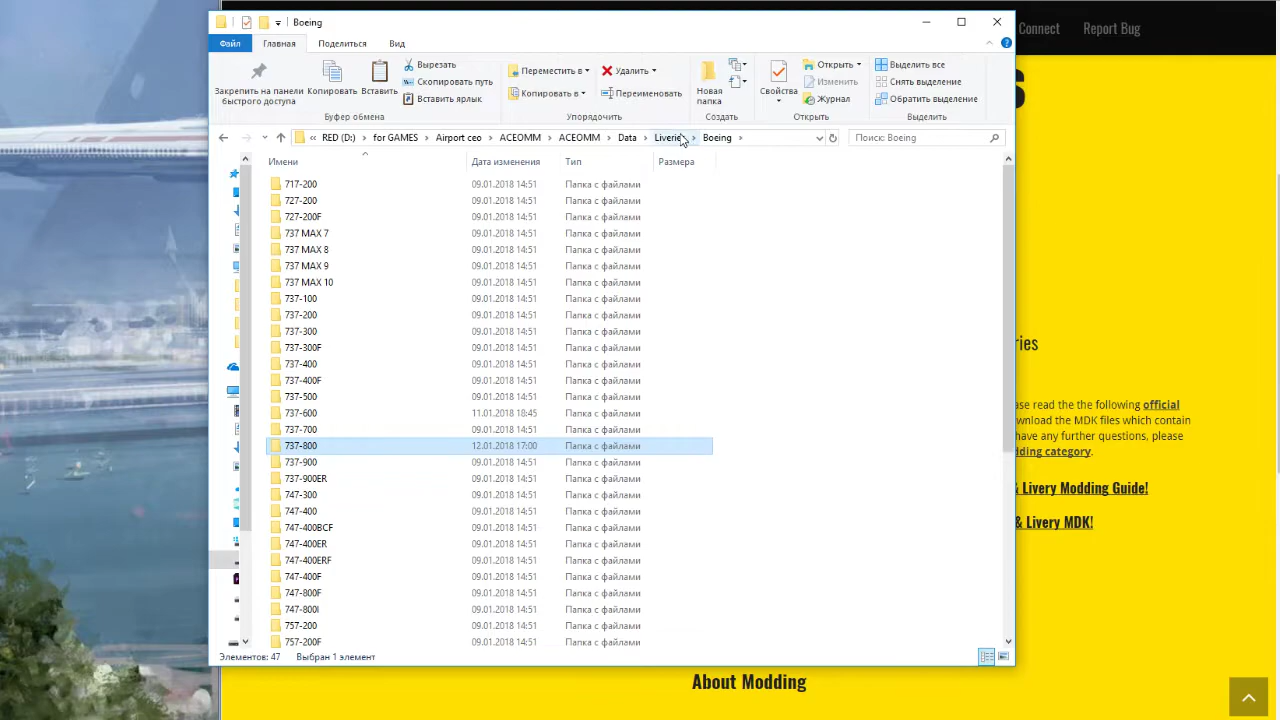 Boeing
Connect Report Bug
Файл Главная Поделиться Вид
Закрепить на панели быстрого доступа
Копировать
Вставить
Вырезать
Скопировать путь
Вставить ярлык
Буфер обмена
Переместить в
Копировать в
Удалить
Переименовать
Упорядочить
Новая папка
Создать
Свойства
Открыть
Изменить
Журнал
Открыть
Выделить все
Снять выделение
Обратить выделение
Выделить
« RED (D:) › for GAMES › Airport ceo › ACEOMM › ACEOMM › Data › Liverie › Boeing ›
Поиск: Boeing
Имени Дата изменения Тип Размера
717-200 09.01.2018 14:51 Папка с файлами
727-200 09.01.2018 14:51 Папка с файлами
727-200F 09.01.2018 14:51 Папка с файлами
737 MAX 7 09.01.2018 14:51 Папка с файлами
737 MAX 8 09.01.2018 14:51 Папка с файлами
737 MAX 9 09.01.2018 14:51 Папка с файлами
737 MAX 10 09.01.2018 14:51 Папка с файлами
737-100 09.01.2018 14:51 Папка с файлами
737-200 09.01.2018 14:51 Папка с файлами
737-300 09.01.2018 14:51 Папка с файлами
737-300F 09.01.2018 14:51 Папка с файлами
737-400 09.01.2018 14:51 Папка с файлами
737-400F 09.01.2018 14:51 Папка с файлами
737-500 09.01.2018 14:51 Папка с файлами
737-600 11.01.2018 18:45 Папка с файлами
737-700 09.01.2018 14:51 Папка с файлами
737-800 12.01.2018 17:00 Папка с файлами
737-900 09.01.2018 14:51 Папка с файлами
737-900ER 09.01.2018 14:51 Папка с файлами
747-300 09.01.2018 14:51 Папка с файлами
747-400 09.01.2018 14:51 Папка с файлами
747-400BCF 09.01.2018 14:51 Папка с файлами
747-400ER 09.01.2018 14:51 Папка с файлами
747-400ERF 09.01.2018 14:51 Папка с файлами
747-400F 09.01.2018 14:51 Папка с файлами
747-800F 09.01.2018 14:51 Папка с файлами
747-800I 09.01.2018 14:51 Папка с файлами
757-200 09.01.2018 14:51 Папка с файлами
757-200F 09.01.2018 14:51 Папка с файлами
Элементов: 47 Выбран 1 элемент
S
ries
ase read the the following official
ownload the MDK files which contain
have any further questions, please
dding category.
& Livery Modding Guide!
& Livery MDK!
About Modding